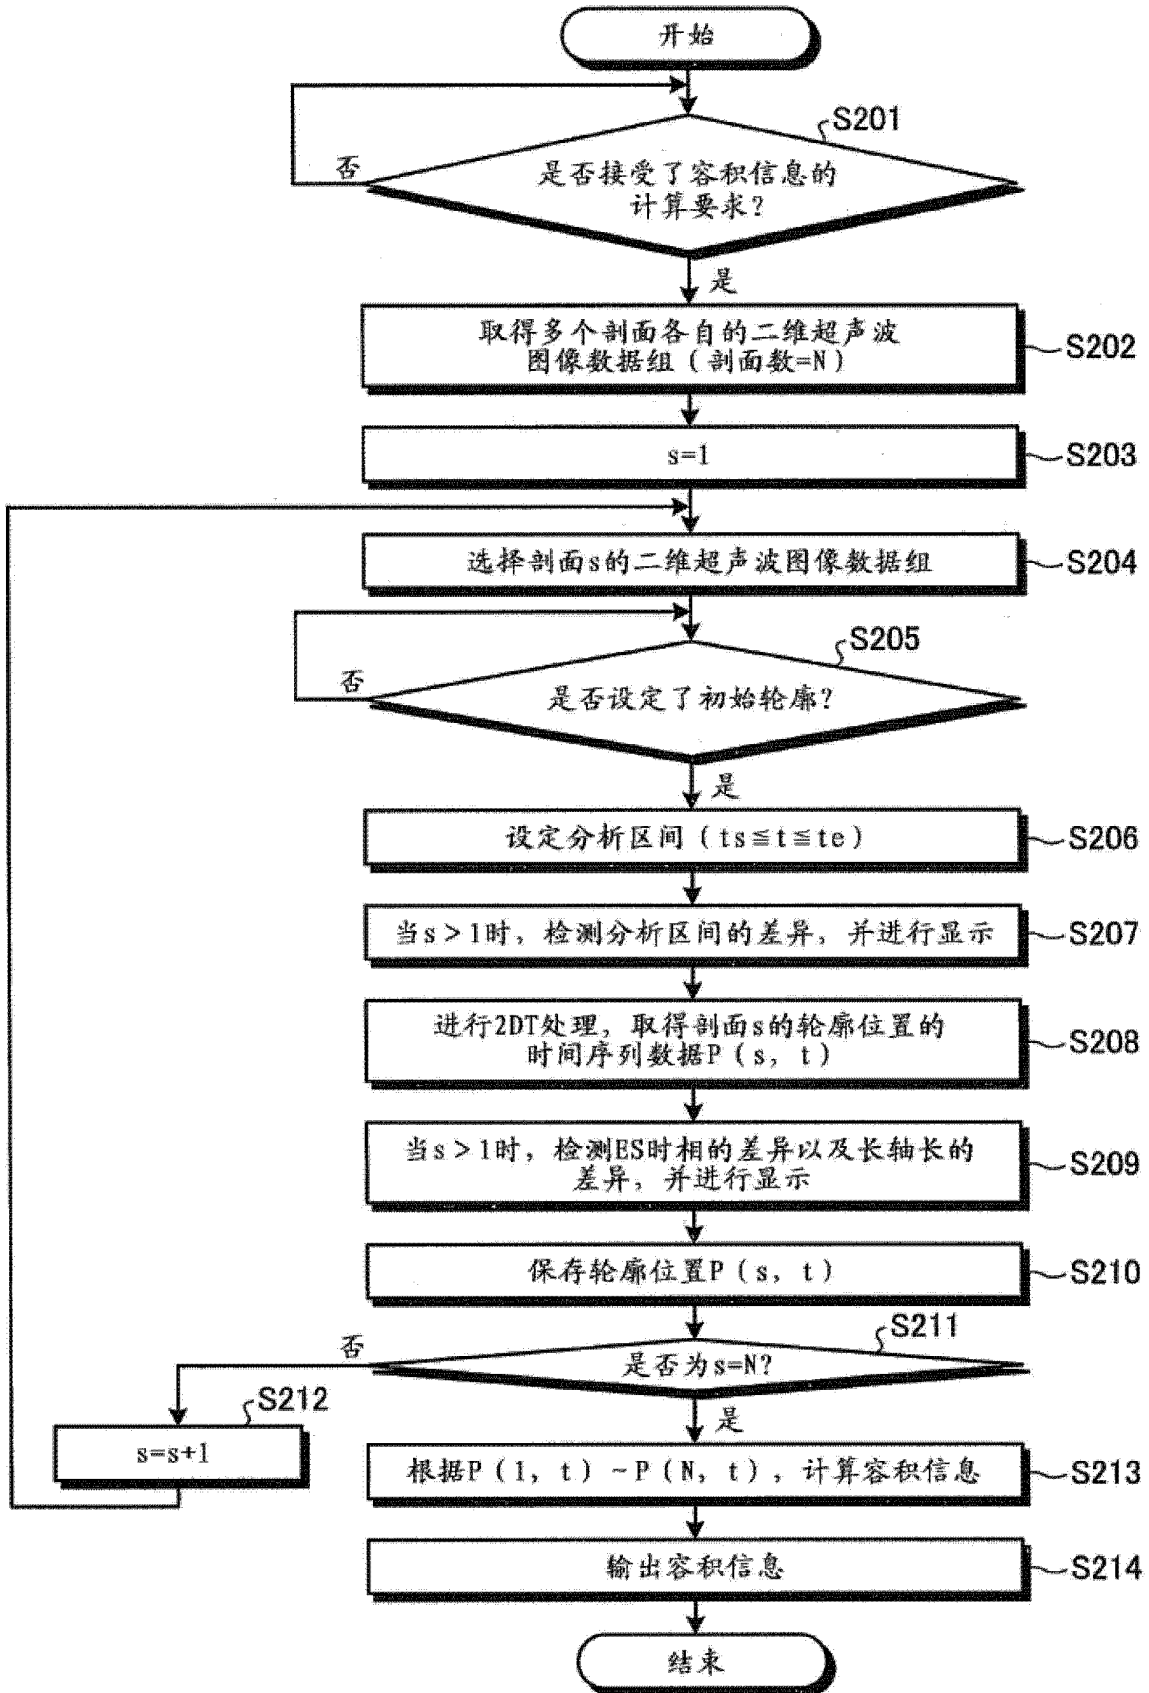 开始
S201
是否接受了容积信息的
计算要求?
否
是
取得多个剖面各自的二维超声波
图像数据组(剖面数=N)
S202
s=1
S203
选择剖面s的二维超声波图像数据组
S204
S205
是否设定了初始轮廓?
否
是
设定分析区间(ts≦t≦te)
S206
当s>1时,检测分析区间的差异,并进行显示
S207
进行2DT处理,取得剖面s的轮廓位置的
时间序列数据P(s,t)
S208
当s>1时,检测ES时相的差异以及长轴长的
差异,并进行显示
S209
保存轮廓位置P(s,t)
S210
S211
是否为s=N?
否
是
S212
s=s+1
根据P(1,t)~P(N,t),计算容积信息
S213
输出容积信息
S214
结束